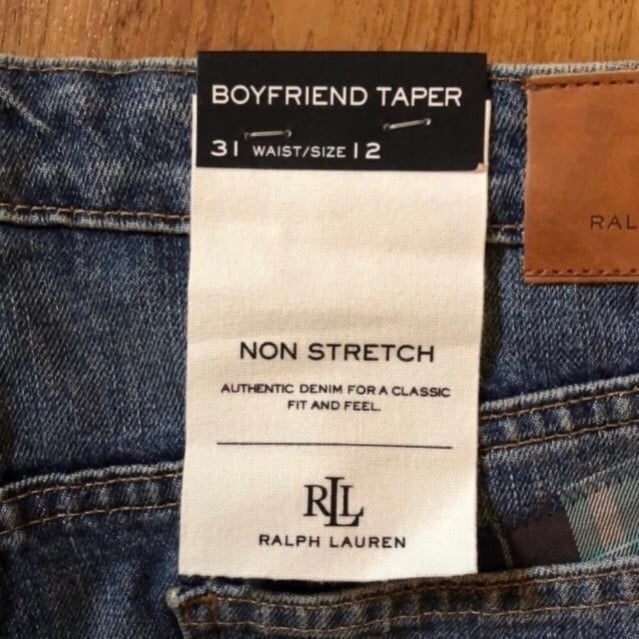 BOYFRIEND TAPER
31 WAIST/SIZE 12
RAL
NON STRETCH
AUTHENTIC DENIM FOR A CLASSIC
FIT AND FEEL.
RLL
RALPH LAUREN